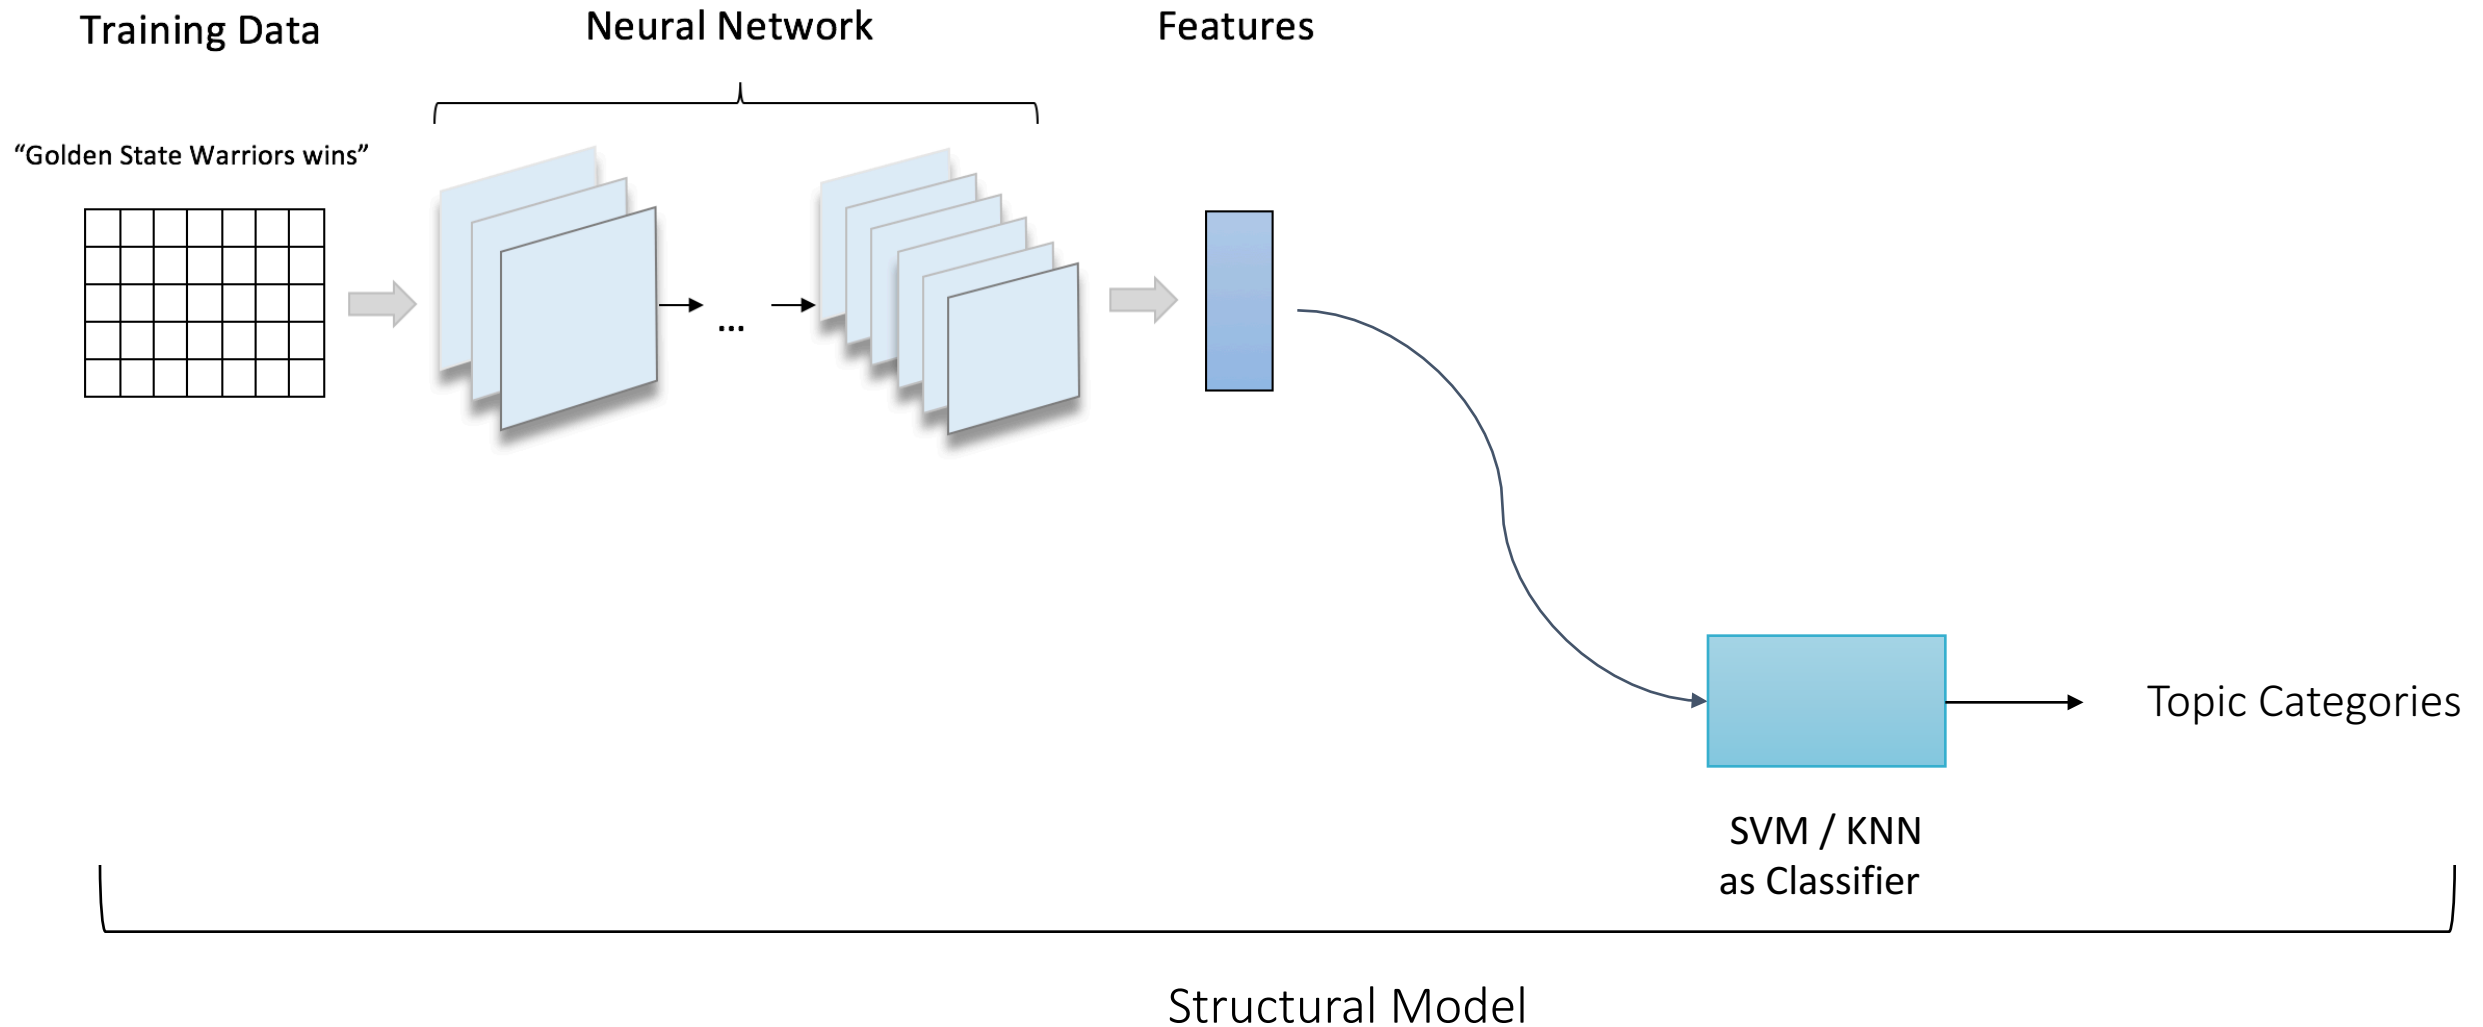 Training Data
Neural Network
Features
“Golden State Warriors wins”
...
Topic Categories
SVM / KNN
as Classifier
Structural Model